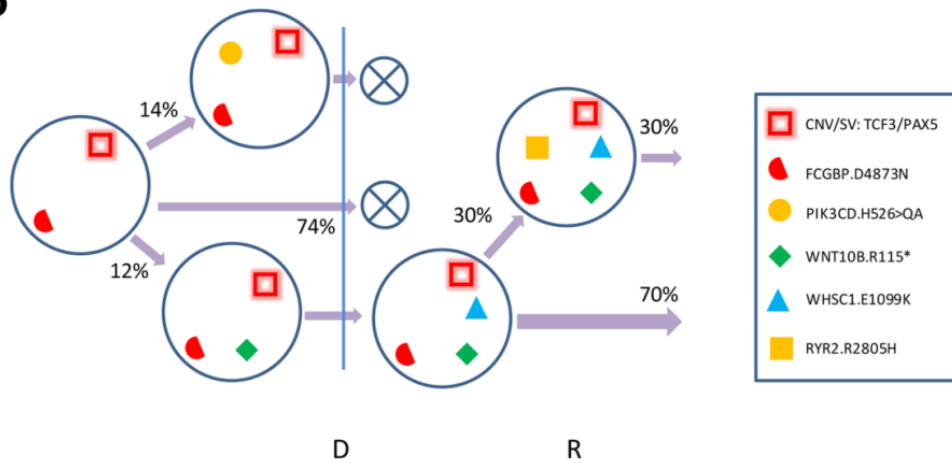 14%
74%
12%
30%
30%
70%
CNV/SV: TCF3/PAX5
FCGBP.D4873N
PIK3CD.H526>QA
WNT10B.R115*
WHSC1.E1099K
RYR2.R2805H
D
R